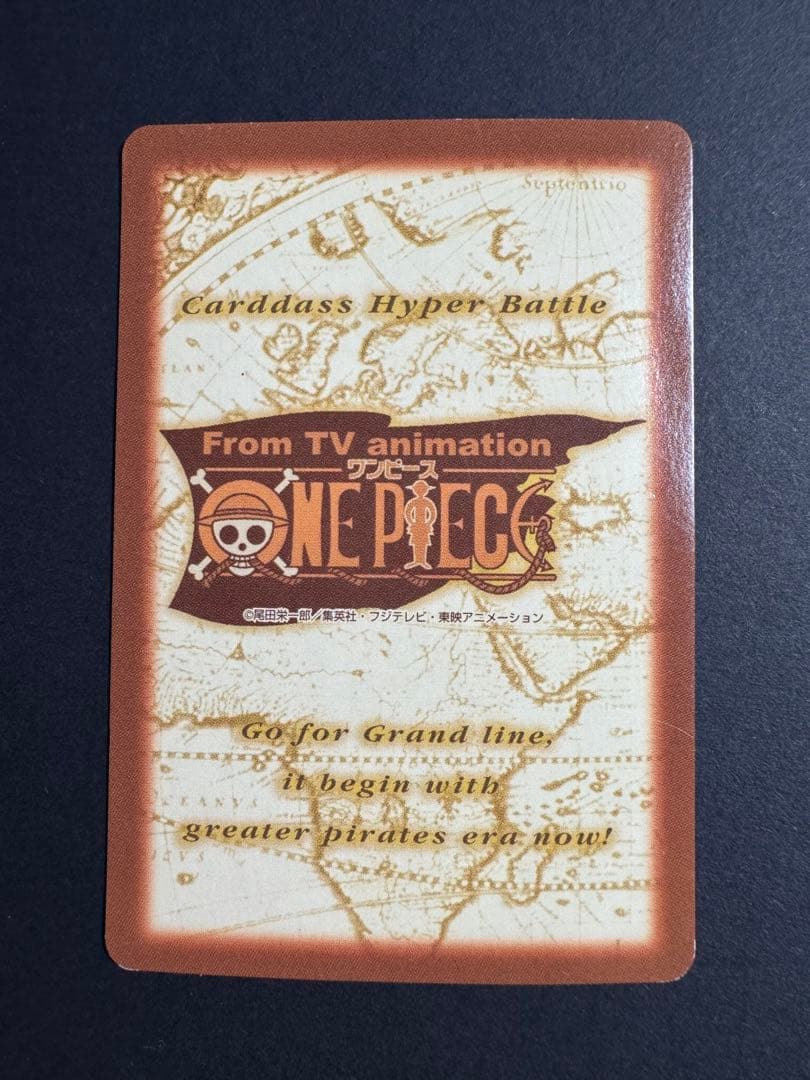 Septentrio
Carddass Hyper Battle
From TV animation
ワンピース
ONE PIECE
©尾田栄一郎／集英社・フジテレビ・東映アニメーション
Go for Grand line,
it begin with
greater pirates era now!